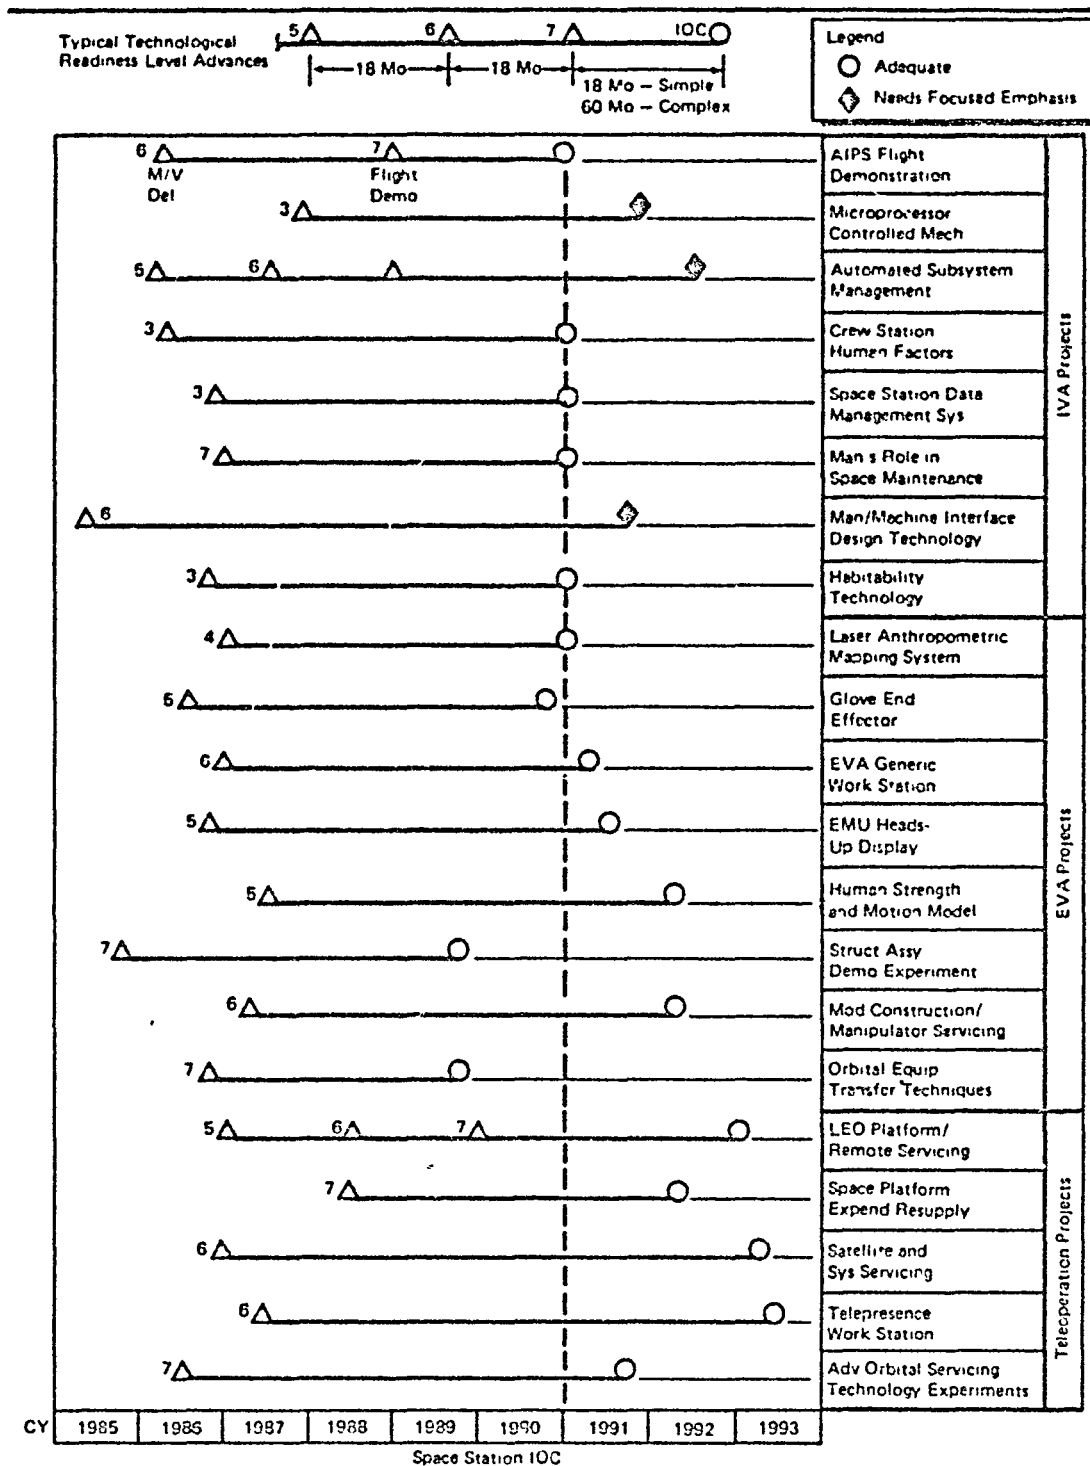 Typical Technological
Readiness Level Advances
5 6 7 IOC
18 Mo 18 Mo
18 Mo – Simple
60 Mo – Complex
Legend
Adequate
Needs Focused Emphasis
6 7
M/V
Del
Flight
Demo
AIPS Flight
Demonstration
3
Microprocessor
Controlled Mech
5 6
Automated Subsystem
Management
3
Crew Station
Human Factors
3
Space Station Data
Management Sys
7
Man s Role in
Space Maintenance
6
Man/Machine Interface
Design Technology
3
Habitability
Technology
IVA Projects
4
Laser Anthropometric
Mapping System
5
Glove End
Effector
6
EVA Generic
Work Station
5
EMU Heads-
Up Display
5
Human Strength
and Motion Model
7
Struct Assy
Demo Experiment
6
Mod Construction/
Manipulator Servicing
7
Orbital Equip
Transfer Techniques
EVA Projects
5 6 7
LEO Platform/
Remote Servicing
7
Space Platform
Expend Resupply
6
Satellite and
Sys Servicing
6
Telepresence
Work Station
7
Adv Orbital Servicing
Technology Experiments
Teleoperation Projects
CY 1985 1986 1987 1988 1989 1990 1991 1992 1993
Space Station IOC